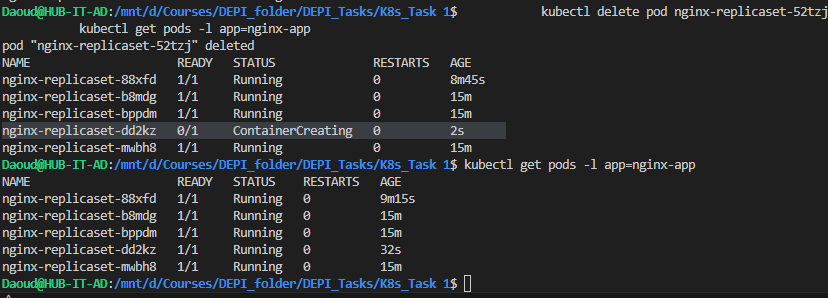 Daoud@HUB-IT-AD:/mnt/d/Courses/DEPI_folder/DEPI_Tasks/K8s_Task 1$ kubectl delete pod nginx-replicaset-52tzj
kubectl get pods -l app=nginx-app
pod "nginx-replicaset-52tzj" deleted
NAME READY STATUS RESTARTS AGE
nginx-replicaset-88xfd 1/1 Running 0 8m45s
nginx-replicaset-b8mdg 1/1 Running 0 15m
nginx-replicaset-bppdm 1/1 Running 0 15m
nginx-replicaset-dd2kz 0/1 ContainerCreating 0 2s
nginx-replicaset-mwbh8 1/1 Running 0 15m
Daoud@HUB-IT-AD:/mnt/d/Courses/DEPI_folder/DEPI_Tasks/K8s_Task 1$ kubectl get pods -l app=nginx-app
NAME READY STATUS RESTARTS AGE
nginx-replicaset-88xfd 1/1 Running 0 9m15s
nginx-replicaset-b8mdg 1/1 Running 0 15m
nginx-replicaset-bppdm 1/1 Running 0 15m
nginx-replicaset-dd2kz 1/1 Running 0 32s
nginx-replicaset-mwbh8 1/1 Running 0 15m
Daoud@HUB-IT-AD:/mnt/d/Courses/DEPI_folder/DEPI_Tasks/K8s_Task 1$